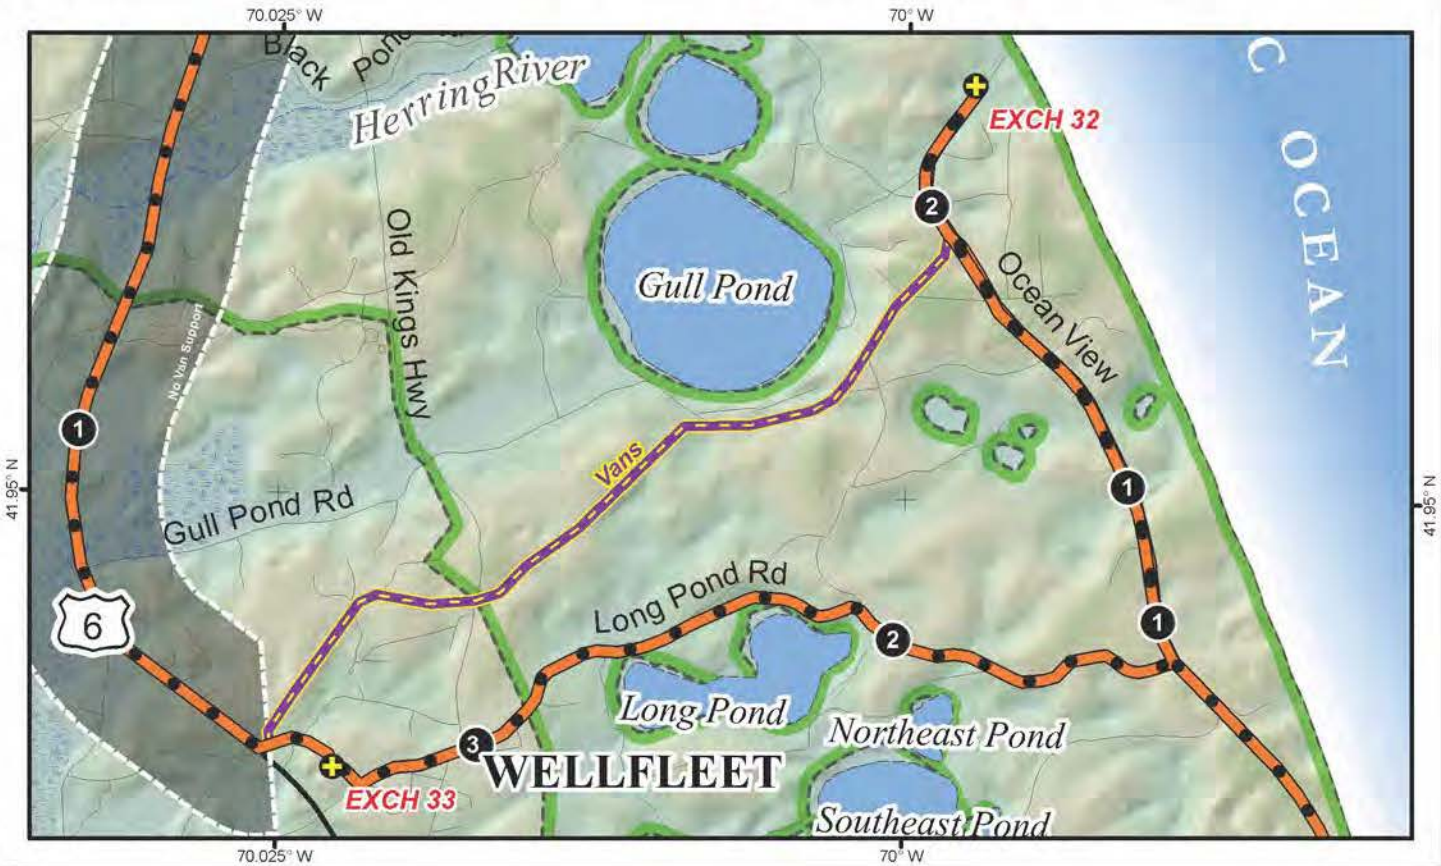 70.025° W
70° W
Black
Pond
Herring River
C OCEAN
EXCH 32
2
Old Kings Hwy
Gull Pond
Ocean View
No Van Support
1
Vans
1
41.95° N
41.95° N
Gull Pond Rd
Long Pond Rd
6
1
2
Long Pond
Northeast Pond
3
WELLFLEET
EXCH 33
Southeast Pond
70.025° W
70° W